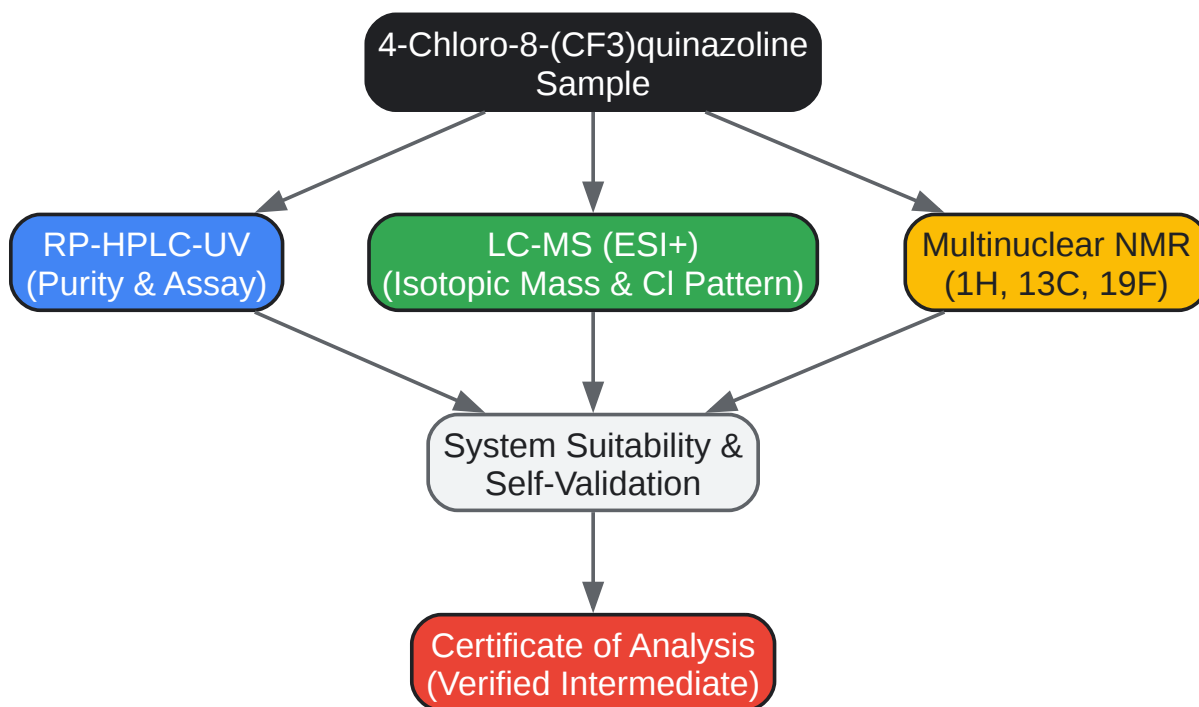 4-Chloro-8-(CF3)quinazoline
Sample
RP-HPLC-UV
(Purity & Assay)
LC-MS (ESI+)
(Isotopic Mass & Cl Pattern)
Multinuclear NMR
(1H, 13C, 19F)
System Suitability &
Self-Validation
Certificate of Analysis
(Verified Intermediate)